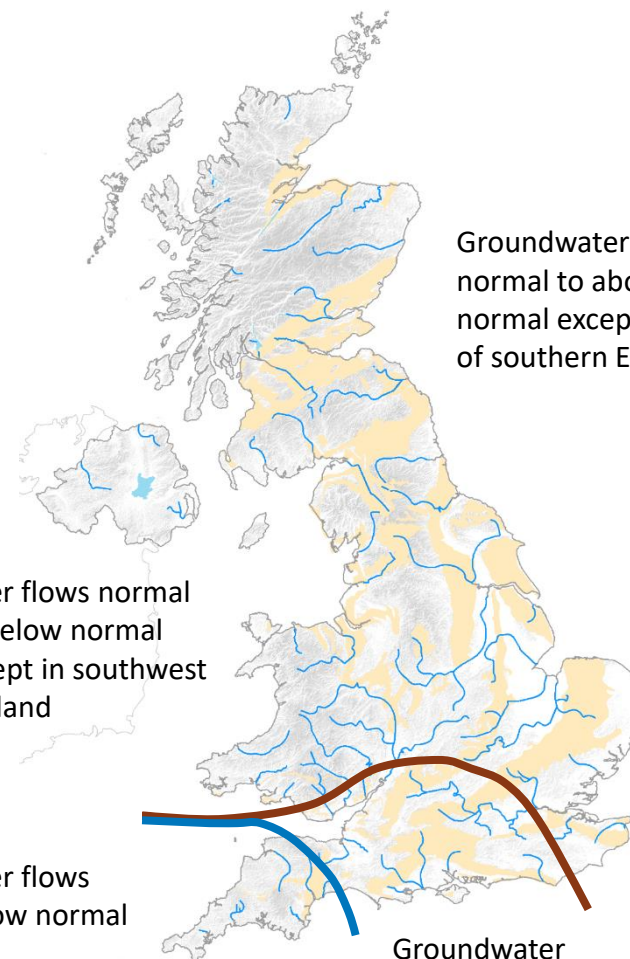 Groundwater
normal to abo
normal excep
of southern E
er flows normal
elow normal
ept in southwest
land
er flows
ow normal
Groundwater